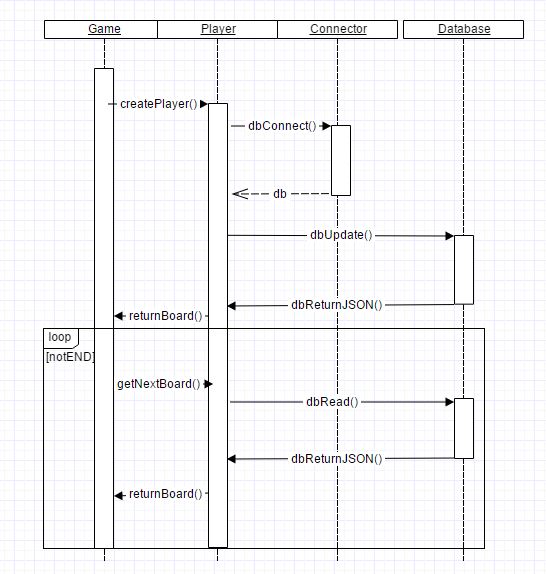 Game Player Connector Database
createPlayer()
dbConnect()
db
dbUpdate()
dbReturnJSON()
returnBoard()
loop
[notEND]
getNextBoard()
dbRead()
dbReturnJSON()
returnBoard()